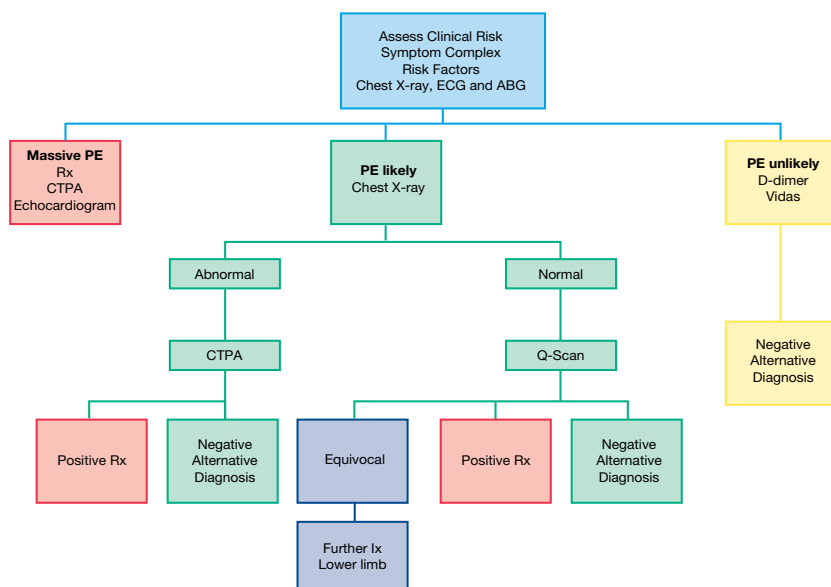 Assess Clinical Risk
Symptom Complex
Risk Factors
Chest X-ray, ECG and ABG
Massive PE
Rx
CTPA
Echocardiogram
PE likely
Chest X-ray
PE unlikely
D-dimer
Vidas
Abnormal
Normal
CTPA
Q-Scan
Negative
Alternative
Diagnosis
Positive Rx
Negative
Alternative
Diagnosis
Equivocal
Positive Rx
Negative
Alternative
Diagnosis
Further Ix
Lower limb